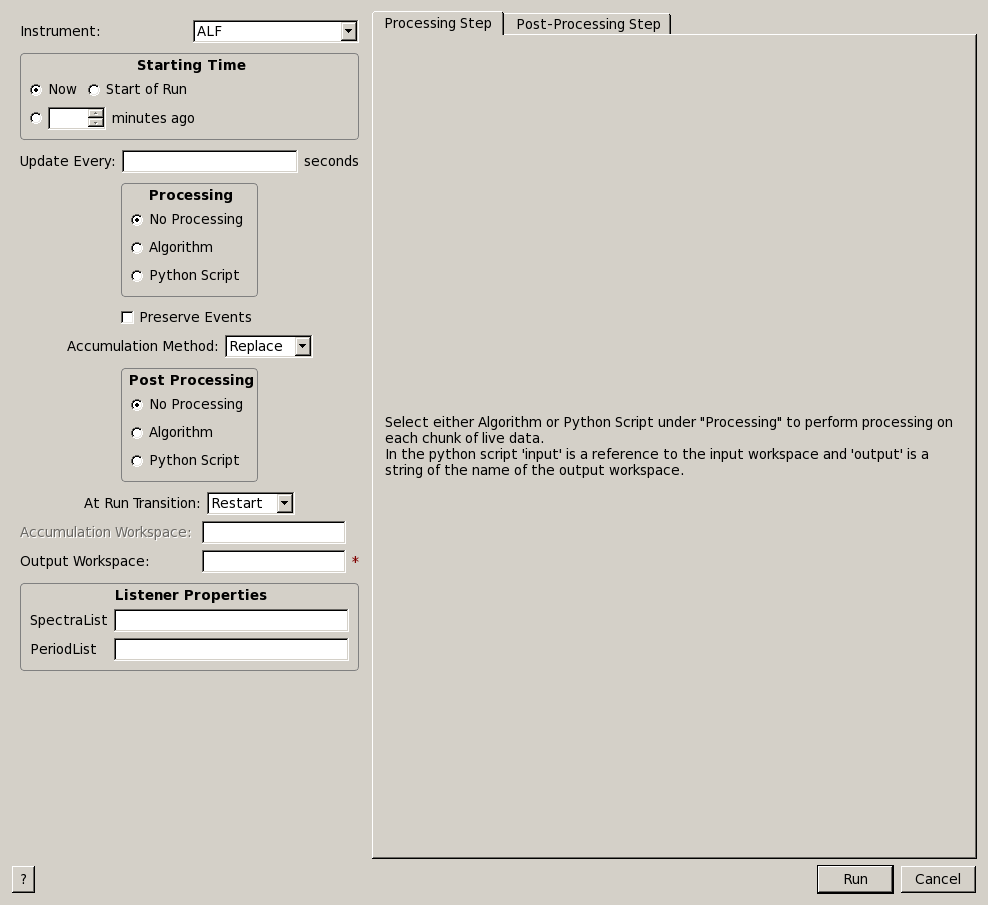 Instrument: ALF
Starting Time
Now Start of Run
minutes ago
Update Every: seconds
Processing
No Processing
Algorithm
Python Script
Preserve Events
Accumulation Method: Replace
Post Processing
No Processing
Algorithm
Python Script
At Run Transition: Restart
Accumulation Workspace:
Output Workspace: *
Listener Properties
SpectraList
PeriodList
?
Processing Step Post-Processing Step
Select either Algorithm or Python Script under "Processing" to perform processing on
each chunk of live data.
In the python script 'input' is a reference to the input workspace and 'output' is a
string of the name of the output workspace.
Run Cancel